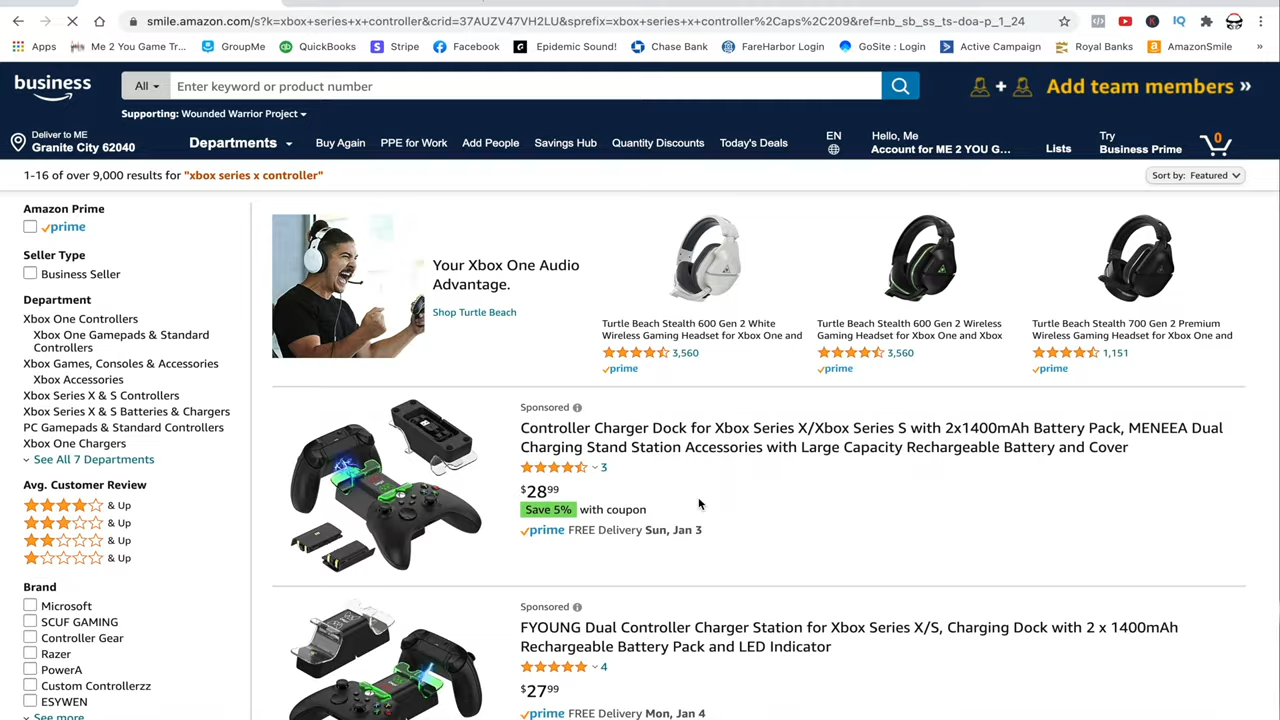 smile.amazon.com/s?k=xbox+series+x+controller&crid=37AUZV47VH2LU&sprefix=xbox+series+x+controller%2Caps%2C209&ref=nb_sb_ss_ts-doa-p_1_24
IQ
Apps
Me 2 You Game Tr...
GroupMe
QuickBooks
Stripe
Facebook
Epidemic Sound!
Chase Bank
FareHarbor Login
GoSite : Login
Active Campaign
Royal Banks
AmazonSmile
»
business
All
Enter keyword or product number
+
Add team members »
Supporting: Wounded Warrior Project
Deliver to ME
Granite City 62040
Departments
Buy Again
PPE for Work
Add People
Savings Hub
Quantity Discounts
Today's Deals
EN
Hello, Me
Account for ME 2 YOU G...
Lists
Try
Business Prime
0
1-16 of over 9,000 results for "xbox series x controller"
Sort by: Featured
Amazon Prime
prime
Seller Type
Business Seller
Department
Xbox One Controllers
Xbox One Gamepads & Standard
Controllers
Xbox Games, Consoles & Accessories
Xbox Accessories
Xbox Series X & S Controllers
Xbox Series X & S Batteries & Chargers
PC Gamepads & Standard Controllers
Xbox One Chargers
See All 7 Departments
Avg. Customer Review
& Up
& Up
& Up
& Up
Brand
Microsoft
SCUF GAMING
Controller Gear
Razer
PowerA
Custom Controllerzz
ESYWEN
See more
Your Xbox One Audio
Advantage.
Shop Turtle Beach
Turtle Beach Stealth 600 Gen 2 White
Wireless Gaming Headset for Xbox One and
3,560
prime
Turtle Beach Stealth 600 Gen 2 Wireless
Gaming Headset for Xbox One and Xbox
3,560
prime
Turtle Beach Stealth 700 Gen 2 Premium
Wireless Gaming Headset for Xbox One and
1,151
prime
Sponsored
Controller Charger Dock for Xbox Series X/Xbox Series S with 2x1400mAh Battery Pack, MENEEA Dual
Charging Stand Station Accessories with Large Capacity Rechargeable Battery and Cover
3
$28 99
Save 5% with coupon
prime FREE Delivery Sun, Jan 3
Sponsored
FYOUNG Dual Controller Charger Station for Xbox Series X/S, Charging Dock with 2 x 1400mAh
Rechargeable Battery Pack and LED Indicator
4
$27 99
prime FREE Delivery Mon, Jan 4